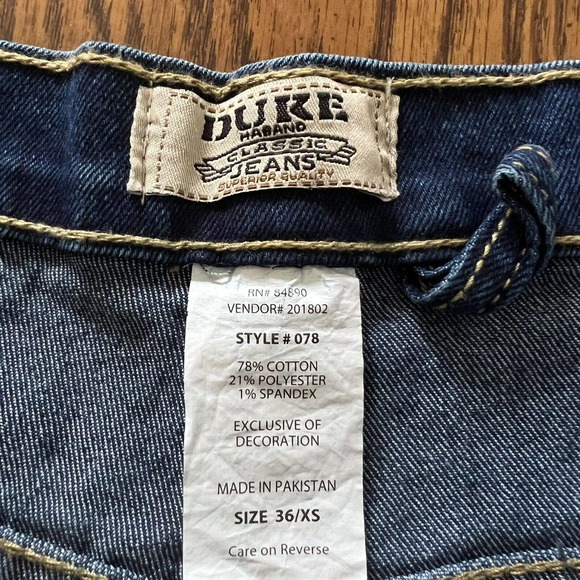 DUKE
HABAND
CLASSIC
JEANS
SUPERIOR QUALITY
RN# 84890
VENDOR# 201802
STYLE # 078
78% COTTON
21% POLYESTER
1% SPANDEX
EXCLUSIVE OF
DECORATION
MADE IN PAKISTAN
SIZE 36/XS
Care on Reverse